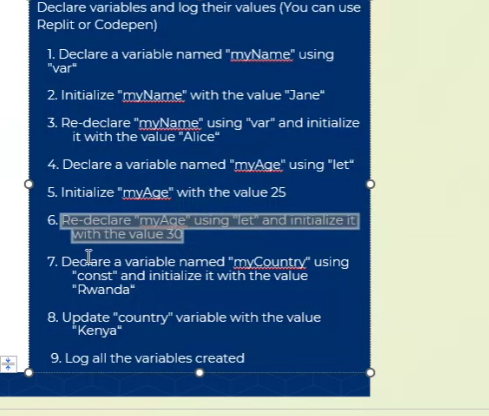 Declare variables and log their values (You can use
Replit or Codepen)
1. Declare a variable named "myName" using
"var"
2. Initialize "myName" with the value "Jane"
3. Re-declare "myName" using "var" and initialize
it with the value "Alice"
4. Declare a variable named "myAge" using "let"
5. Initialize "myAge" with the value 25
6. Re-declare "myAge" using "let" and initialize it
with the value 30
7. Declare a variable named "myCountry" using
"const" and initialize it with the value
"Rwanda"
8. Update "country" variable with the value
"Kenya"
9. Log all the variables created